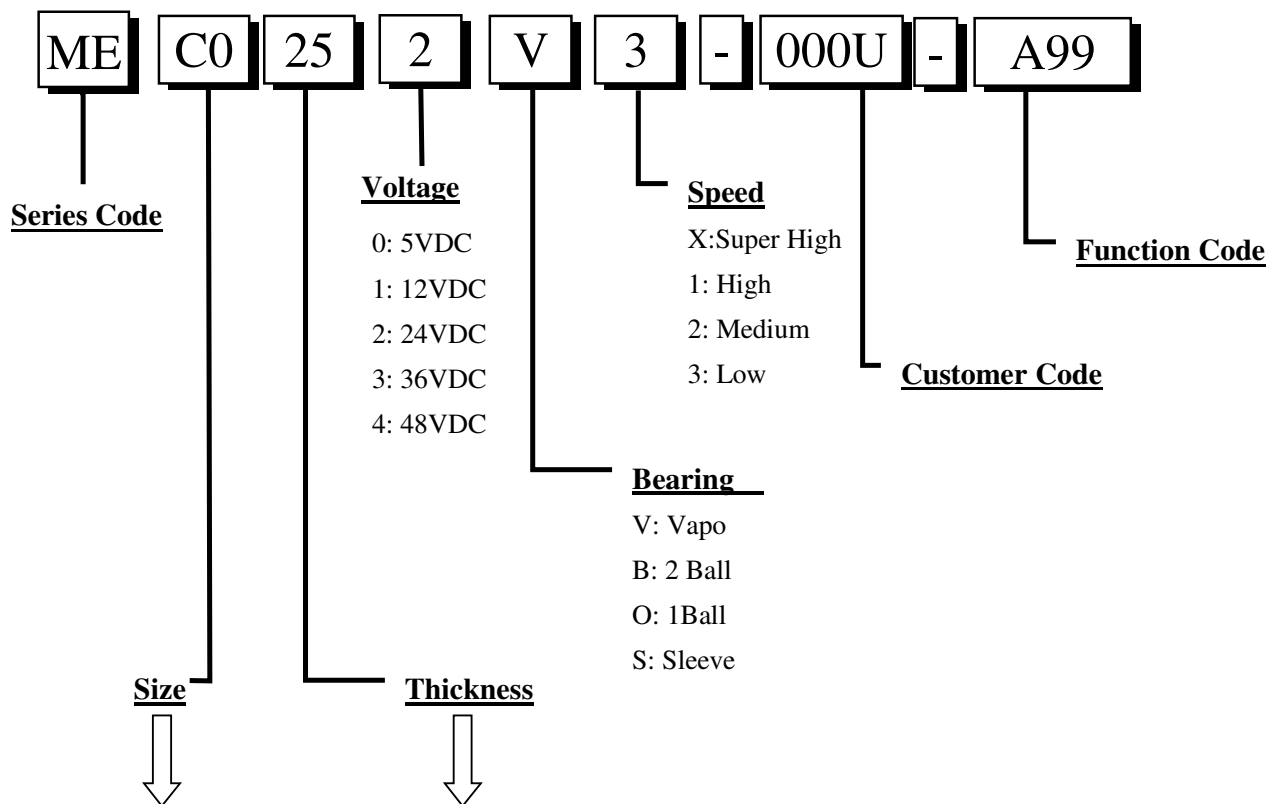 ME C0 25 2 V 3 - 000U - A99
Series Code
Voltage
0: 5VDC
1: 12VDC
2: 24VDC
3: 36VDC
4: 48VDC
Speed
X:Super High
1: High
2: Medium
3: Low
Function Code
Customer Code
Bearing
V: Vapo
B: 2 Ball
O: 1Ball
S: Sleeve
Size
Thickness